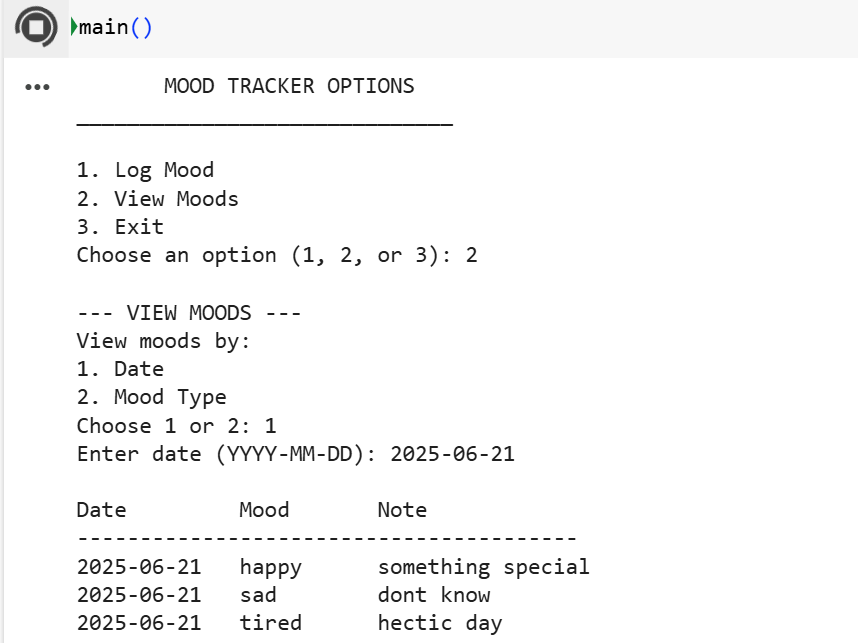 main()
MOOD TRACKER OPTIONS
______________________________
1. Log Mood
2. View Moods
3. Exit
Choose an option (1, 2, or 3): 2
--- VIEW MOODS ---
View moods by:
1. Date
2. Mood Type
Choose 1 or 2: 1
Enter date (YYYY-MM-DD): 2025-06-21
Date Mood Note
----------------------------------------
2025-06-21 happy something special
2025-06-21 sad dont know
2025-06-21 tired hectic day